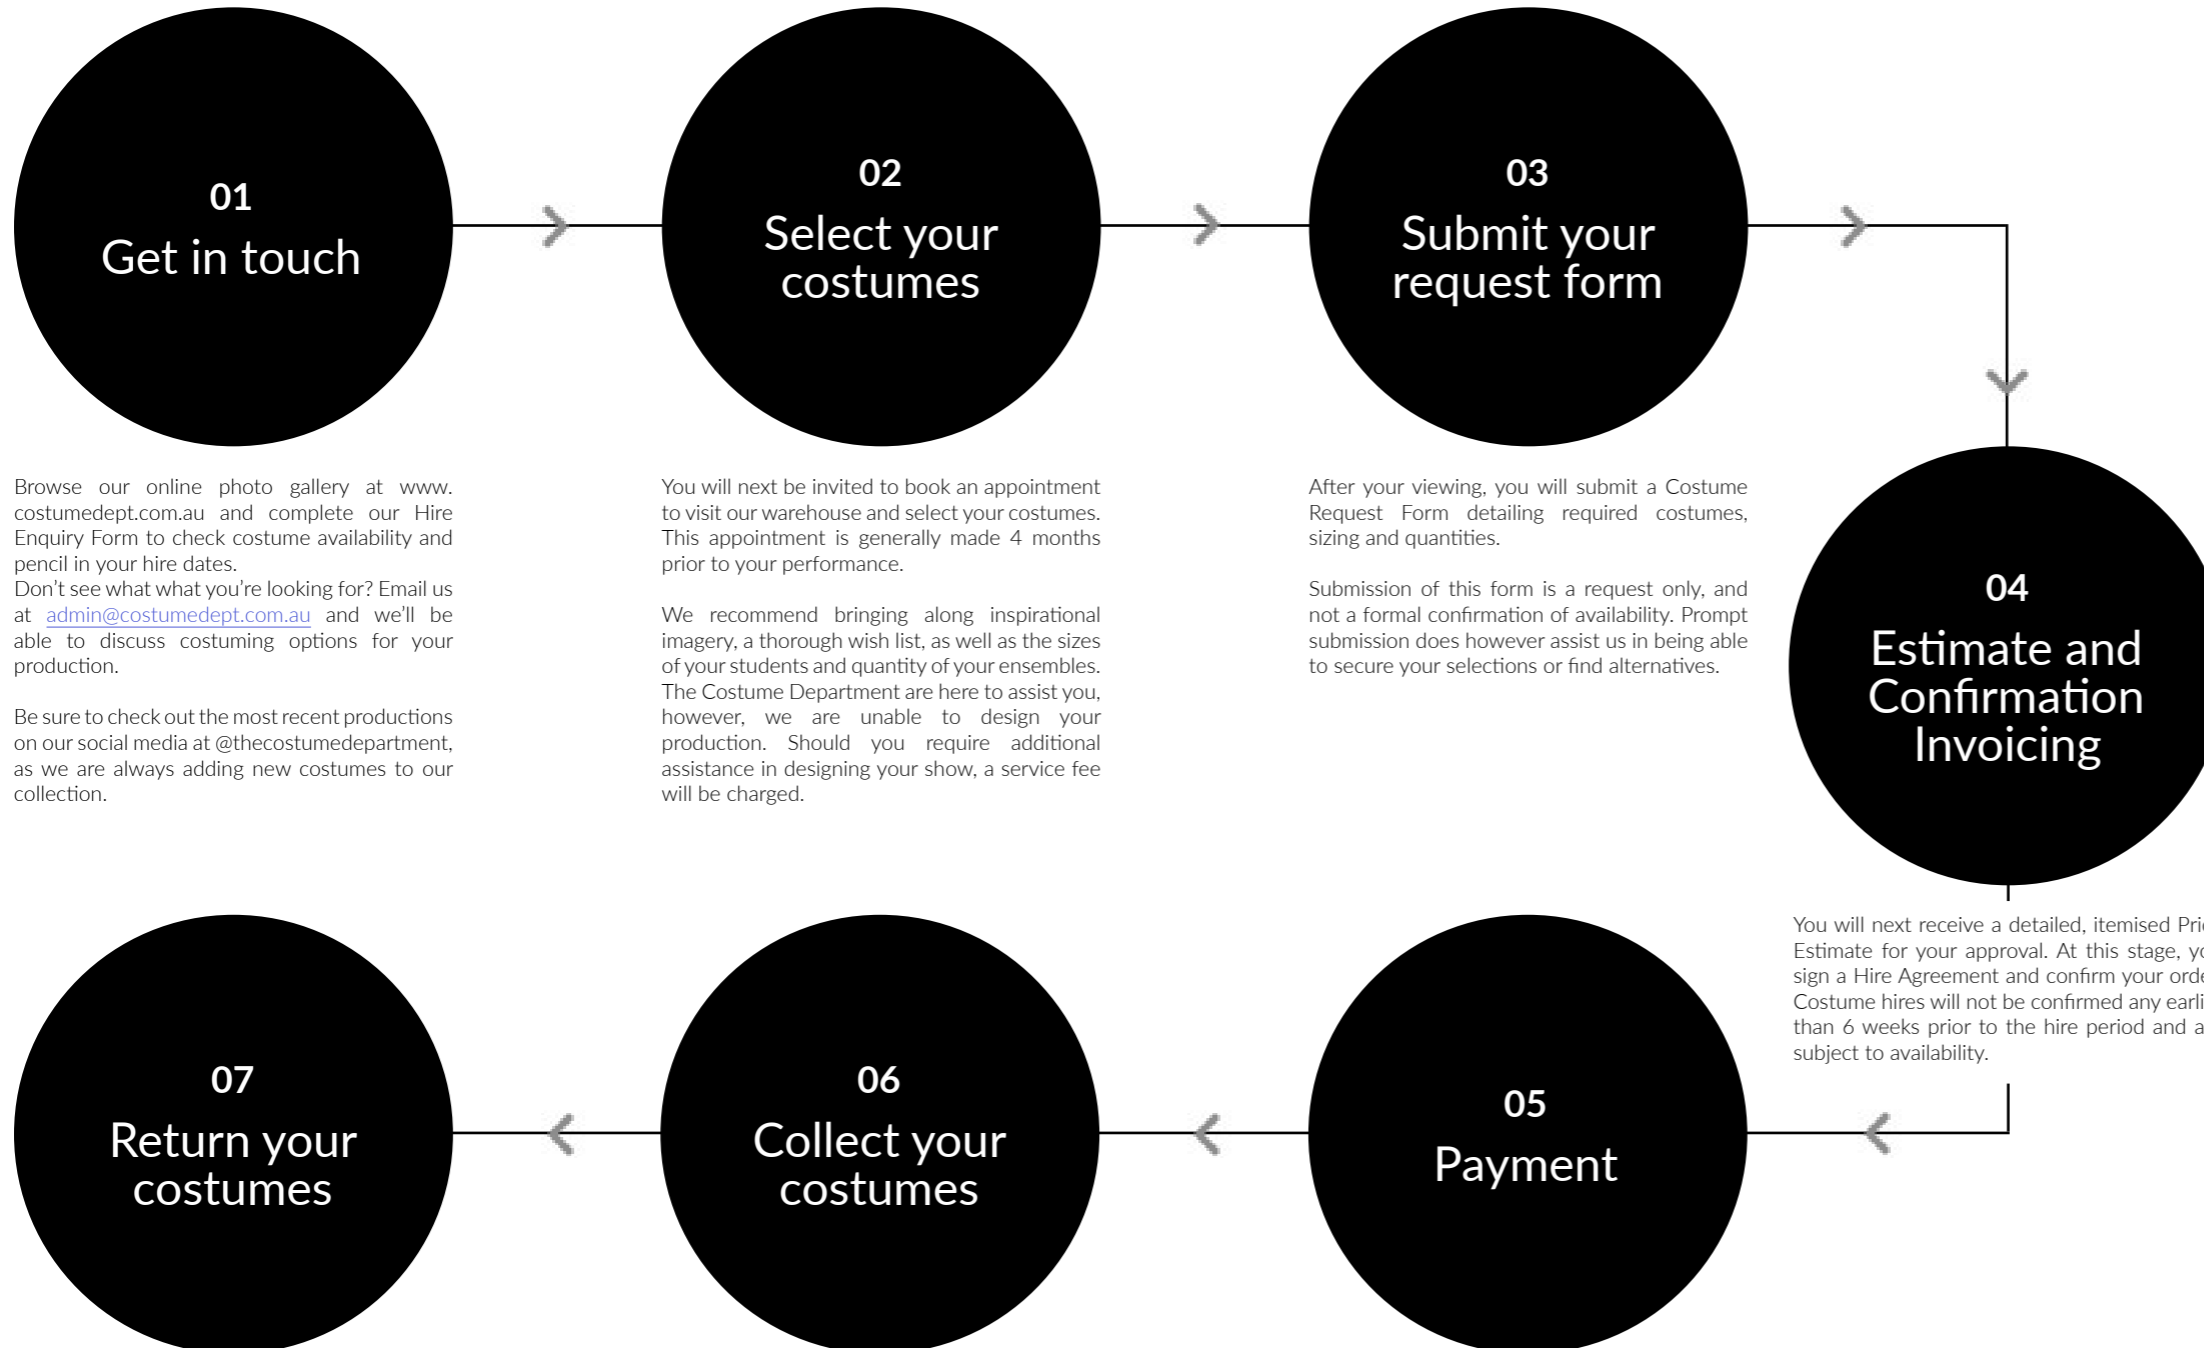 01
Get in touch
Browse our online photo gallery at www.
costumedept.com.au and complete our Hire
Enquiry Form to check costume availability and
pencil in your hire dates.
Don't see what what you're looking for? Email us
at admin@costumedept.com.au and we'll be
able to discuss costuming options for your
production.
Be sure to check out the most recent productions
on our social media at @thecostumedepartment,
as we are always adding new costumes to our
collection.
02
Select your
costumes
You will next be invited to book an appointment
to visit our warehouse and select your costumes.
This appointment is generally made 4 months
prior to your performance.
We recommend bringing along inspirational
imagery, a thorough wish list, as well as the sizes
of your students and quantity of your ensembles.
The Costume Department are here to assist you,
however, we are unable to design your
production. Should you require additional
assistance in designing your show, a service fee
will be charged.
03
Submit your
request form
After your viewing, you will submit a Costume
Request Form detailing required costumes,
sizing and quantities.
Submission of this form is a request only, and
not a formal confirmation of availability. Prompt
submission does however assist us in being able
to secure your selections or find alternatives.
04
Estimate and
Confirmation
Invoicing
You will next receive a detailed, itemised
Estimate for your approval. At this stage,
sign a Hire Agreement and confirm your
Costume hires will not be confirmed any
than 6 weeks prior to the hire period and
subject to availability.
05
Payment
06
Collect your
costumes
07
Return your
costumes